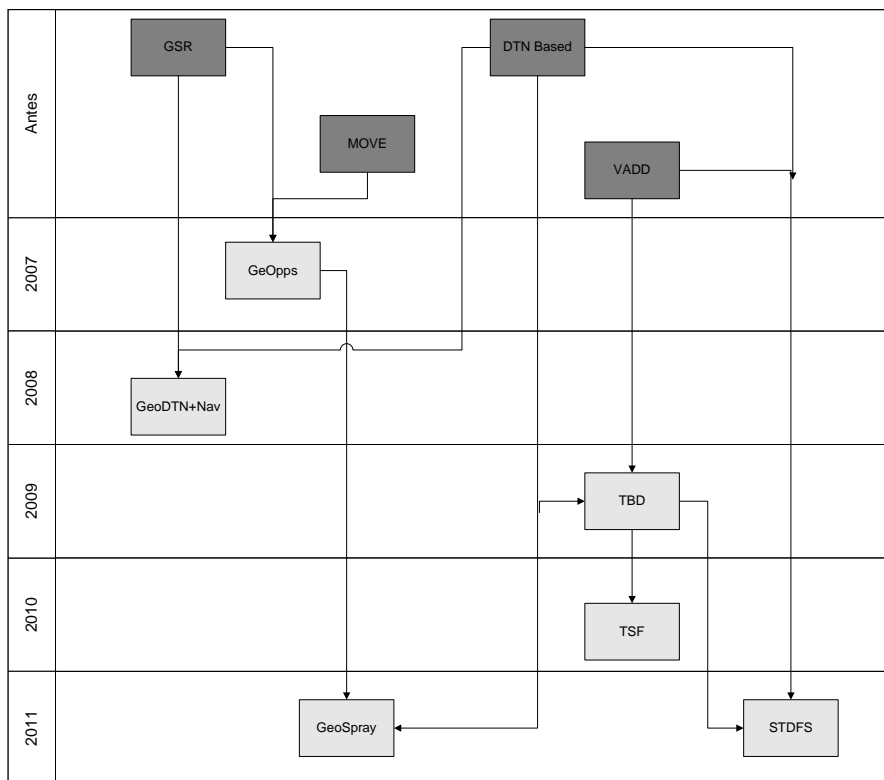 Antes
GSR
DTN Based
MOVE
VADD
2007
GeOpps
2008
GeoDTN+Nav
2009
TBD
2010
TSF
2011
GeoSpray
STDFS